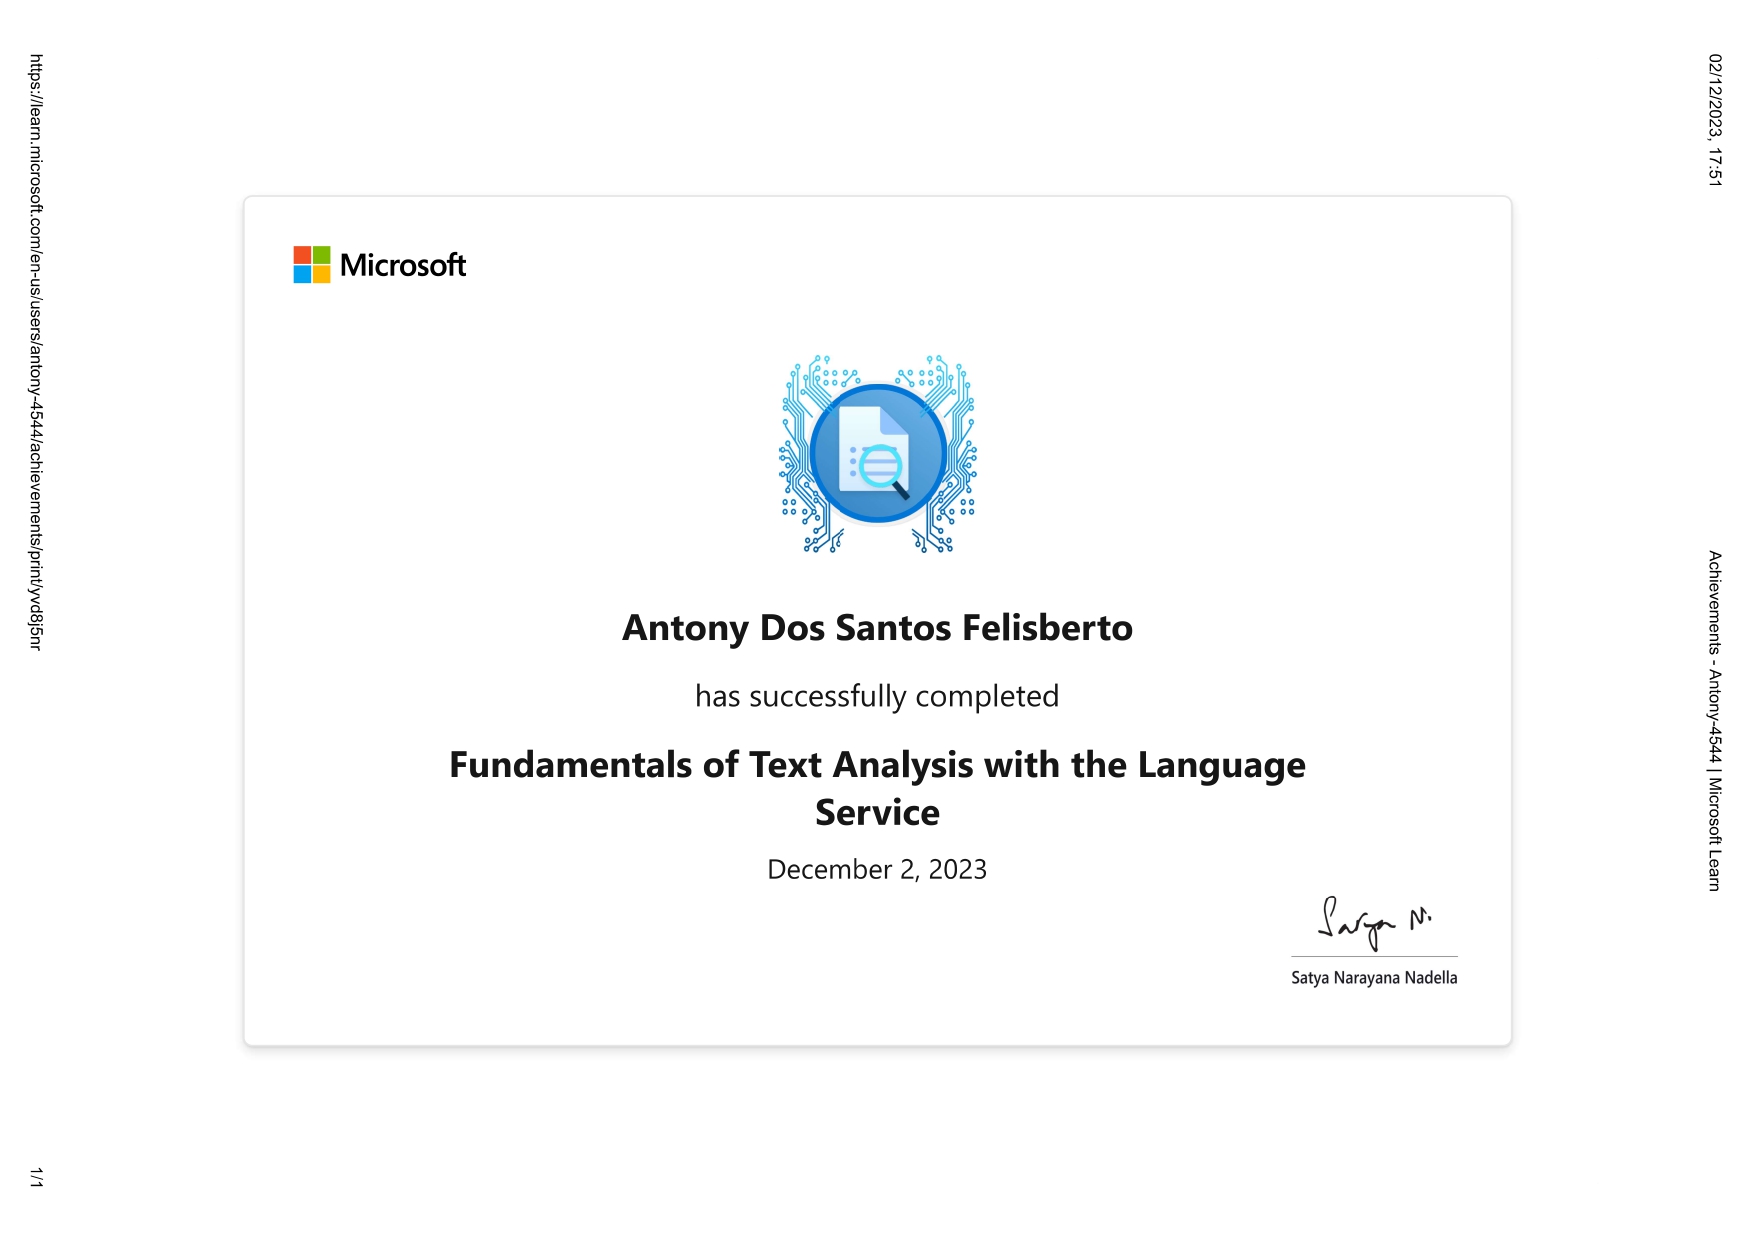 02/12/2023, 17:51
Achievements - Antony-4544 | Microsoft Learn
Microsoft
Antony Dos Santos Felisberto
has successfully completed
Fundamentals of Text Analysis with the Language
Service
December 2, 2023
Satya N.
Satya Narayana Nadella
https://learn.microsoft.com/en-us/users/antony-4544/achievements/print/yvd8j5nr
1/1